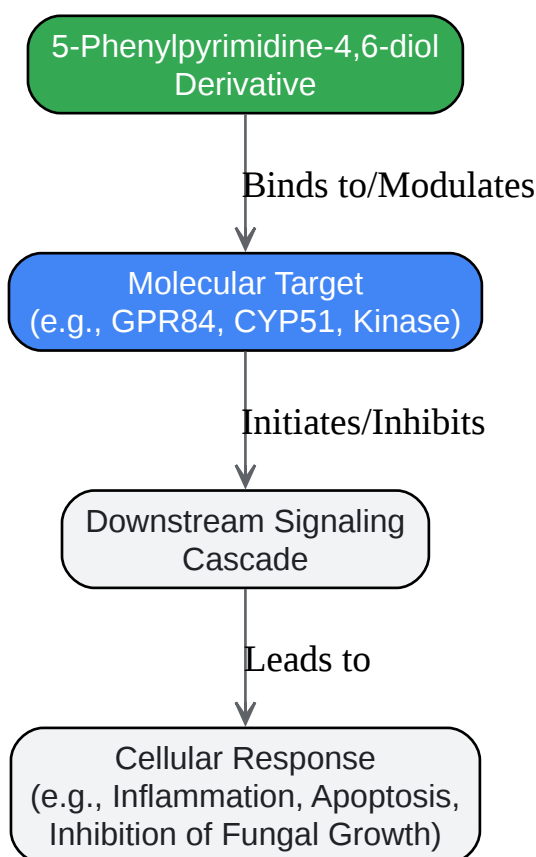 5-Phenylpyrimidine-4,6-diol
Derivative
Binds to/Modulates
Molecular Target
(e.g., GPR84, CYP51, Kinase)
Initiates/Inhibits
Downstream Signaling
Cascade
Leads to
Cellular Response
(e.g., Inflammation, Apoptosis,
Inhibition of Fungal Growth)